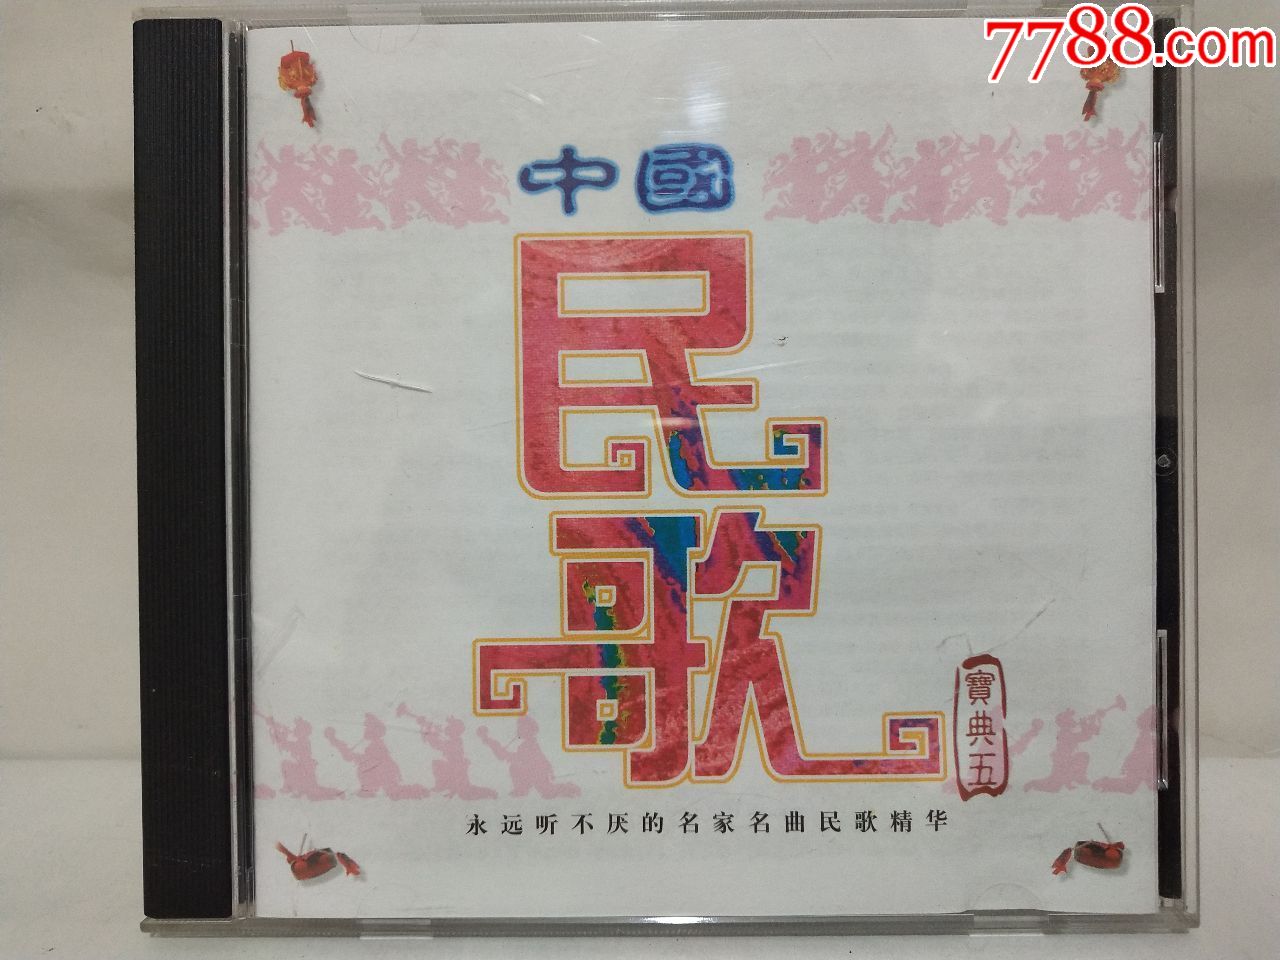 7788.com
中國
民
歌
寶典五
永远听不厌的名家名曲民歌精华